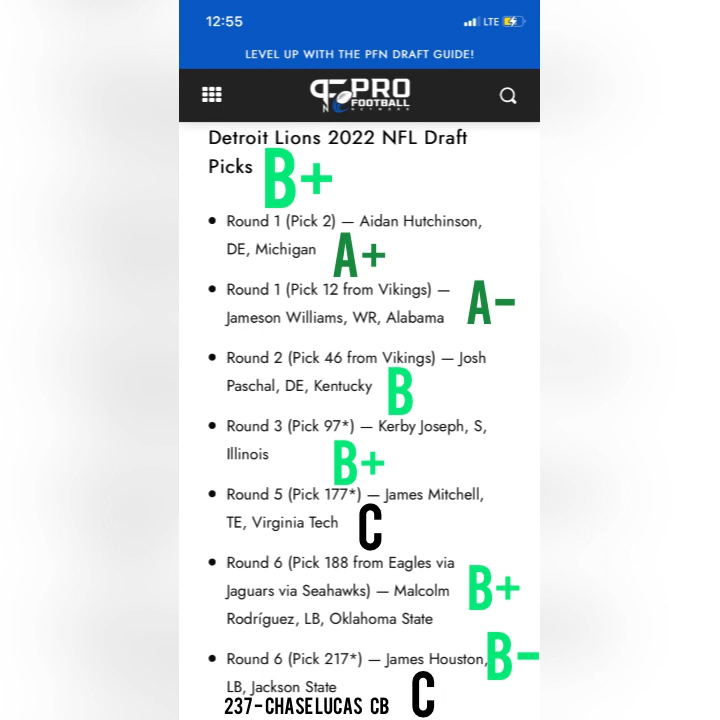 12:55 LTE
LEVEL UP WITH THE PFN DRAFT GUIDE!
PRO
FOOTBALL
NETWORK
Detroit Lions 2022 NFL Draft
Picks B+
• Round 1 (Pick 2) — Aidan Hutchinson,
DE, Michigan A+
• Round 1 (Pick 12 from Vikings) —
Jameson Williams, WR, Alabama A-
• Round 2 (Pick 46 from Vikings) — Josh
Paschal, DE, Kentucky B
• Round 3 (Pick 97*) — Kerby Joseph, S,
Illinois B+
• Round 5 (Pick 177*) — James Mitchell,
TE, Virginia Tech C
• Round 6 (Pick 188 from Eagles via
Jaguars via Seahawks) — Malcolm B+
Rodríguez, LB, Oklahoma State
• Round 6 (Pick 217*) — James Houston, B-
LB, Jackson State
237-CHASE LUCAS CB C